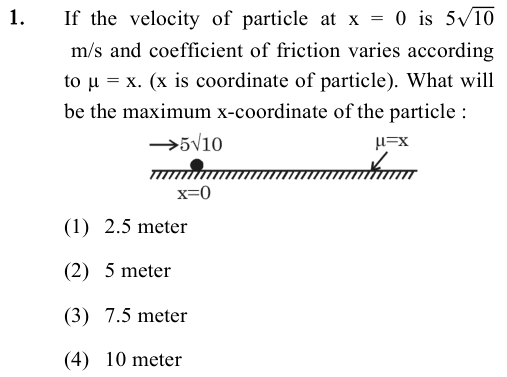 1. If the velocity of particle at x = 0 is 5√10
m/s and coefficient of friction varies according
to μ = x. (x is coordinate of particle). What will
be the maximum x-coordinate of the particle :
→5√10 μ=x
x=0
(1) 2.5 meter
(2) 5 meter
(3) 7.5 meter
(4) 10 meter